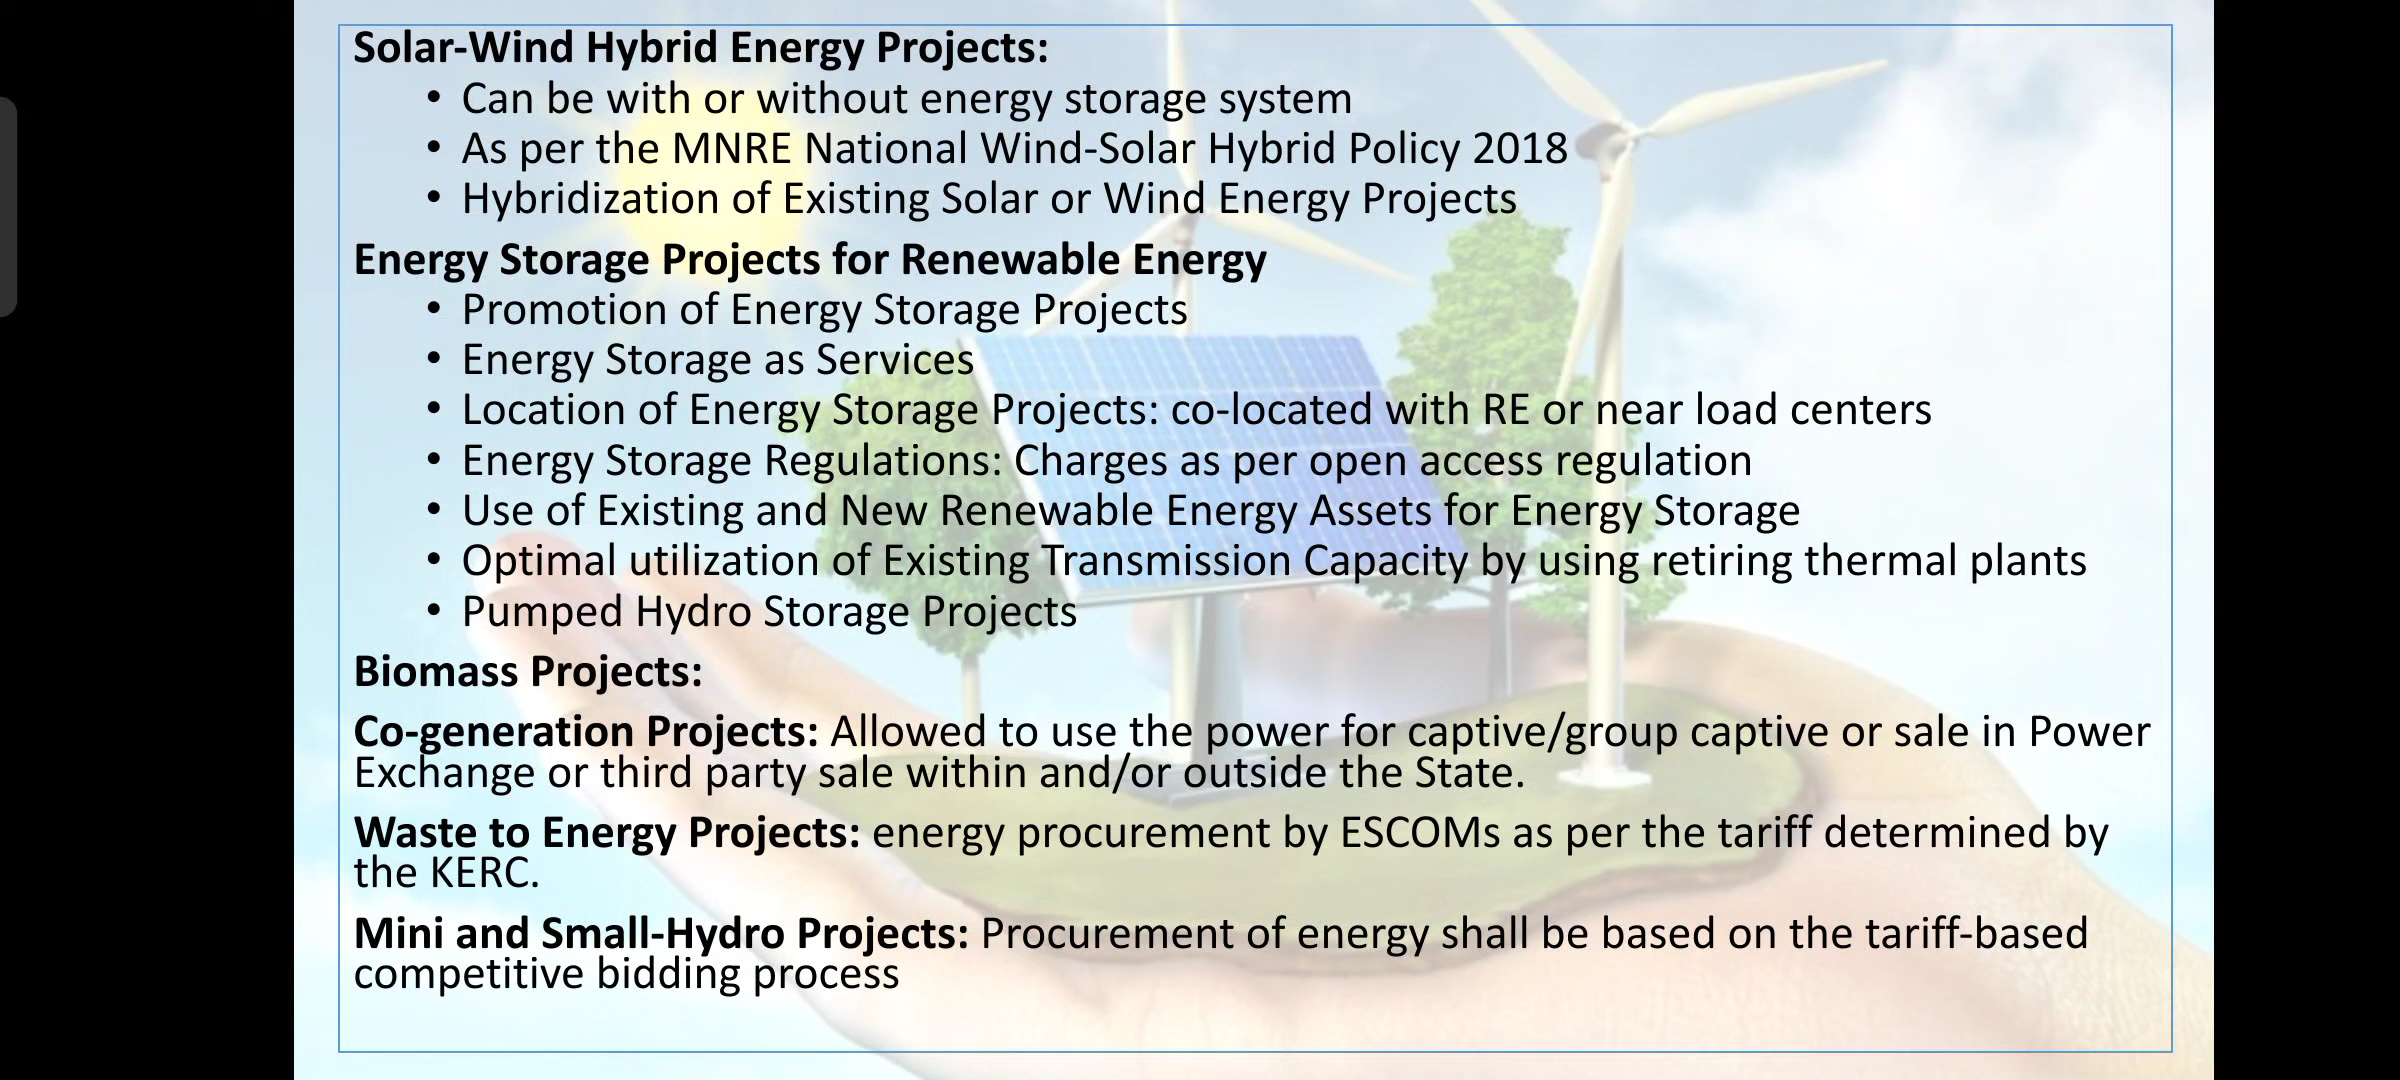 Solar-Wind Hybrid Energy Projects:
• Can be with or without energy storage system
• As per the MNRE National Wind-Solar Hybrid Policy 2018
• Hybridization of Existing Solar or Wind Energy Projects
Energy Storage Projects for Renewable Energy
• Promotion of Energy Storage Projects
• Energy Storage as Services
• Location of Energy Storage Projects: co-located with RE or near load centers
• Energy Storage Regulations: Charges as per open access regulation
• Use of Existing and New Renewable Energy Assets for Energy Storage
• Optimal utilization of Existing Transmission Capacity by using retiring thermal plants
• Pumped Hydro Storage Projects
Biomass Projects:
Co-generation Projects: Allowed to use the power for captive/group captive or sale in Power
Exchange or third party sale within and/or outside the State.
Waste to Energy Projects: energy procurement by ESCOMs as per the tariff determined by
the KERC.
Mini and Small-Hydro Projects: Procurement of energy shall be based on the tariff-based
competitive bidding process